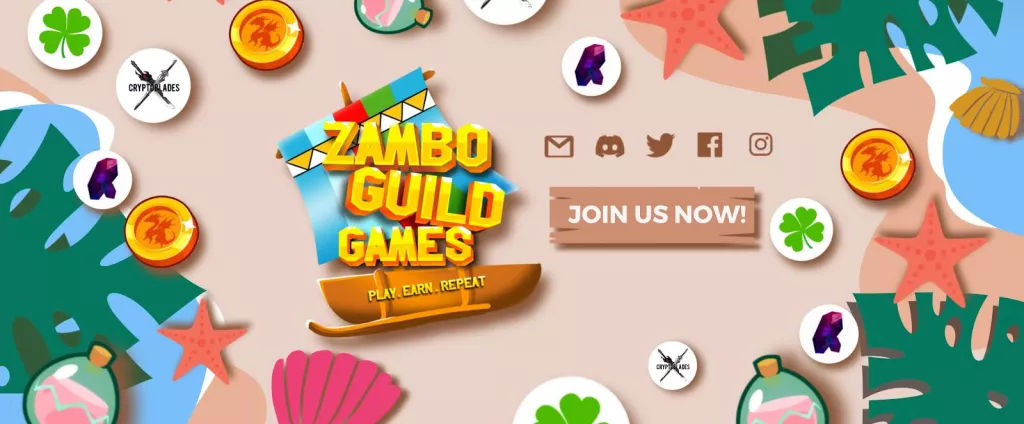 CRYPTOBLADES
ZAMBO
GUILD
GAMES
PLAY . EARN . REPEAT
JOIN US NOW!
CRYPTOBLADES